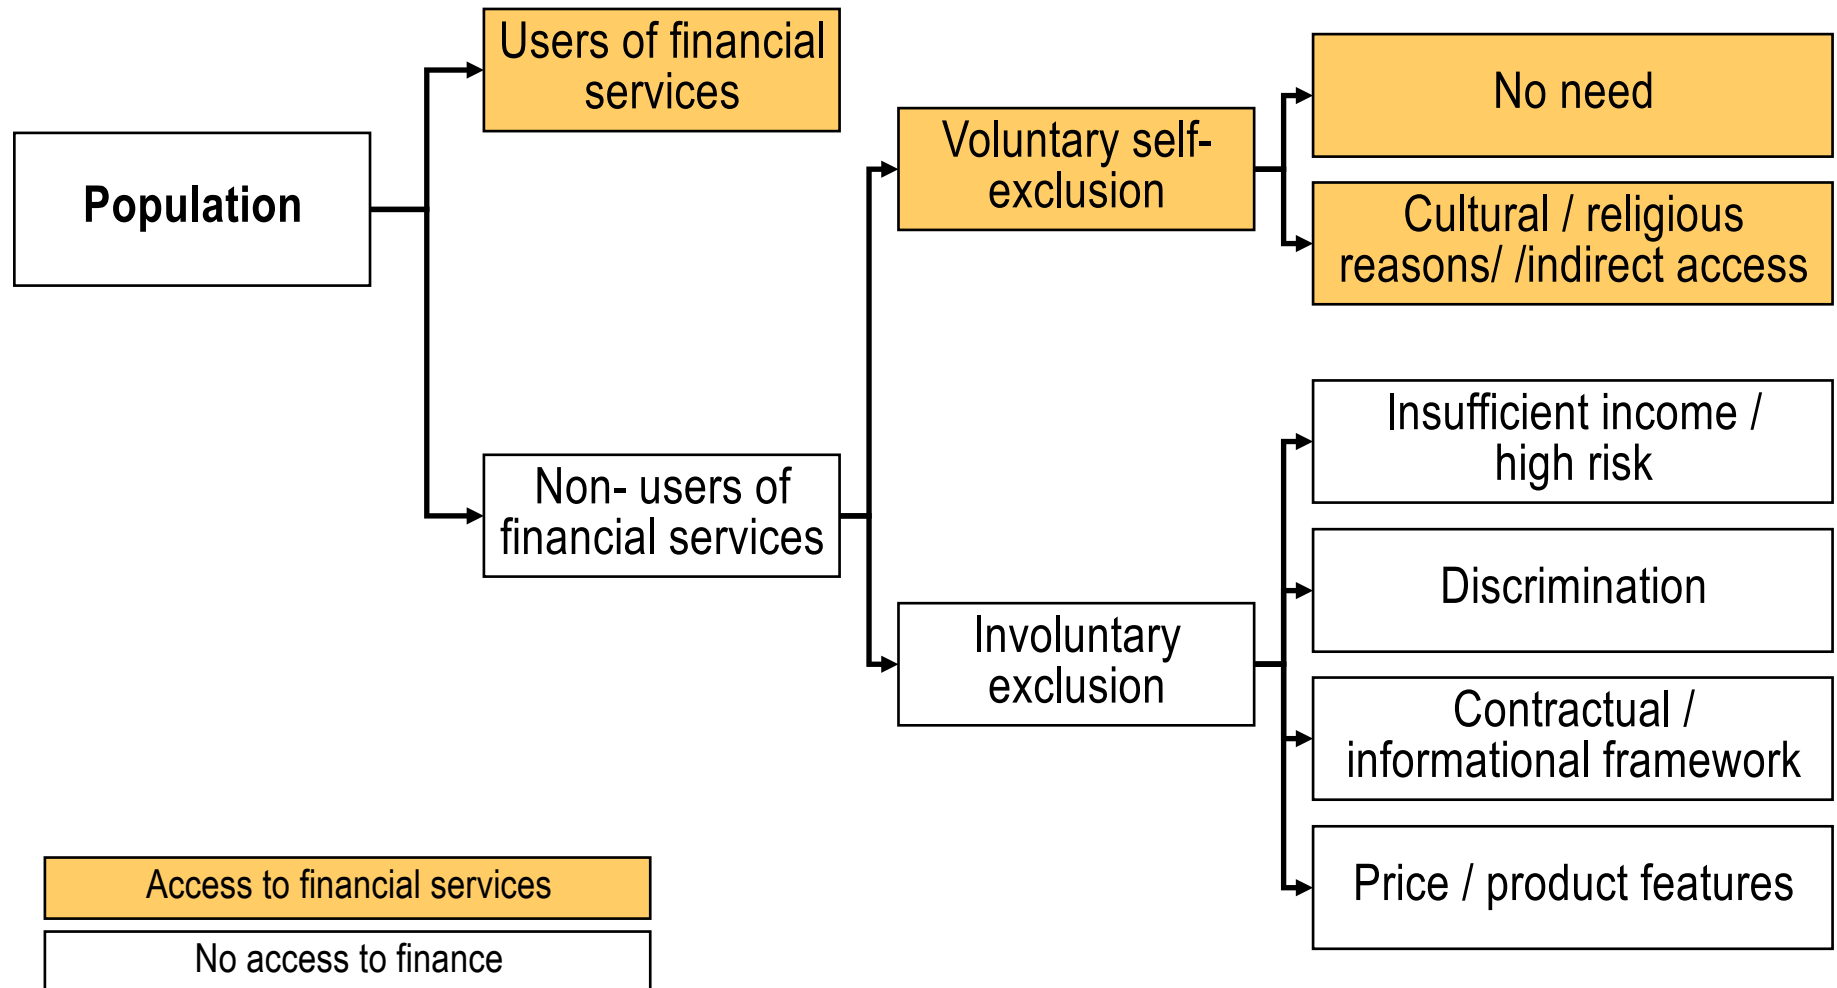 Users of financial
services
No need
Voluntary self-
exclusion
Population
Cultural / religious
reasons/ /indirect access
Insufficient income /
high risk
Non- users of
financial services
Discrimination
Involuntary
exclusion
Contractual /
informational framework
Price / product features
Access to financial services
No access to finance